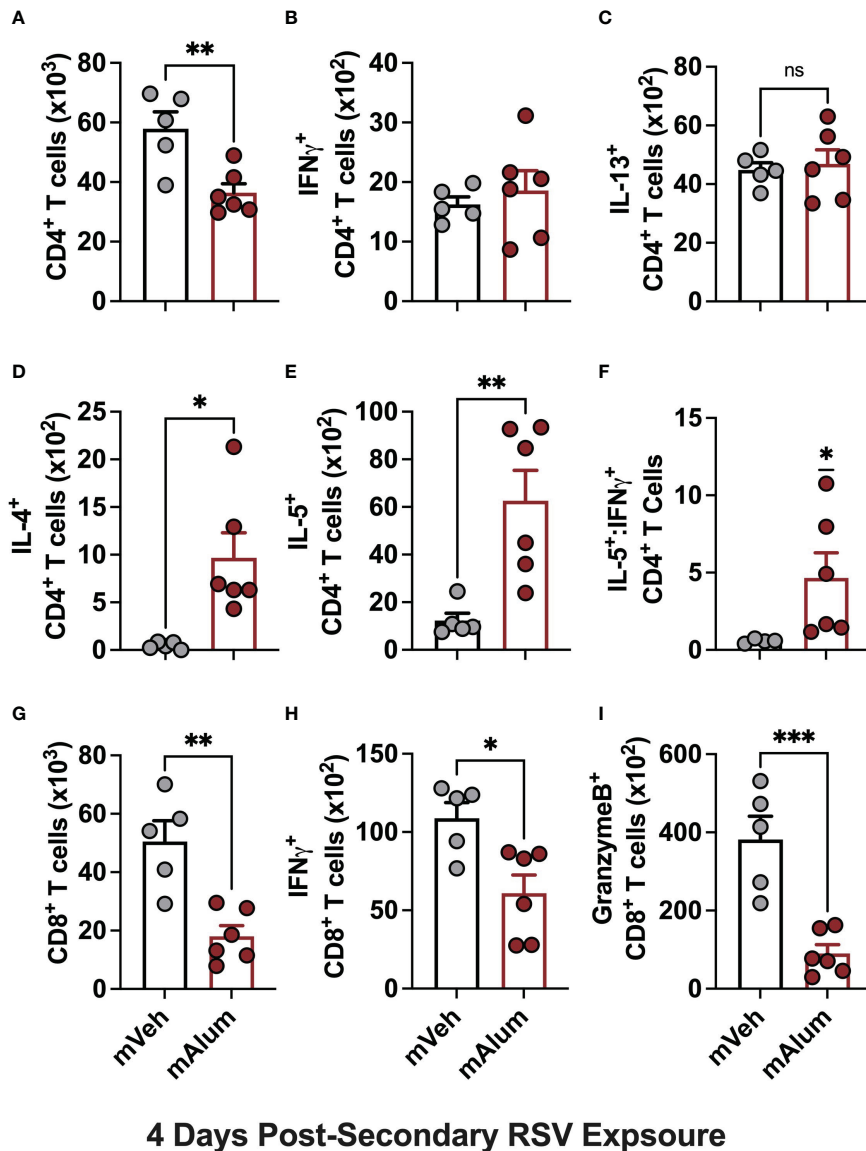 A
CD4⁺ T cells (x10³)
80
60
40
20
0
**
B
IFNγ⁺
CD4⁺ T cells (x10²)
40
30
20
10
0
C
IL-13⁺
CD4⁺ T cells (x10²)
80
60
40
20
0
ns
D
IL-4⁺
CD4⁺ T cells (x10²)
25
20
15
10
5
0
*
E
IL-5⁺
CD4⁺ T cells (x10²)
100
80
60
40
20
0
**
F
IL-5⁺:IFNγ⁺
CD4⁺ T Cells
15
10
5
0
*
G
CD8⁺ T cells (x10³)
80
60
40
20
0
**
mVeh
mAlum
H
IFNγ⁺
CD8⁺ T cells (x10²)
150
100
50
0
*
mVeh
mAlum
I
GranzymeB⁺
CD8⁺ T cells (x10²)
600
400
200
0
***
mVeh
mAlum
4 Days Post-Secondary RSV Expsoure